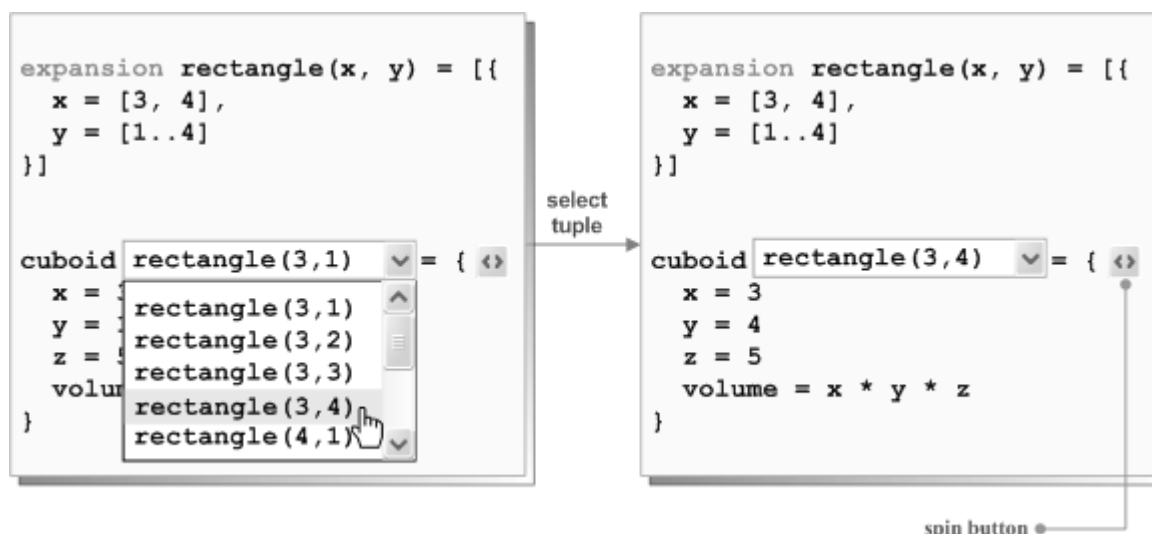 expansion rectangle(x, y) = [{
x = [3, 4],
y = [1..4]
}]
cuboid rectangle(3,1) = { <>
x =
y =
z =
volum
}
rectangle(3,1)
rectangle(3,2)
rectangle(3,3)
rectangle(3,4)
rectangle(4,1)
select
tuple
expansion rectangle(x, y) = [{
x = [3, 4],
y = [1..4]
}]
cuboid rectangle(3,4) = { <>
x = 3
y = 4
z = 5
volume = x * y * z
}
spin button